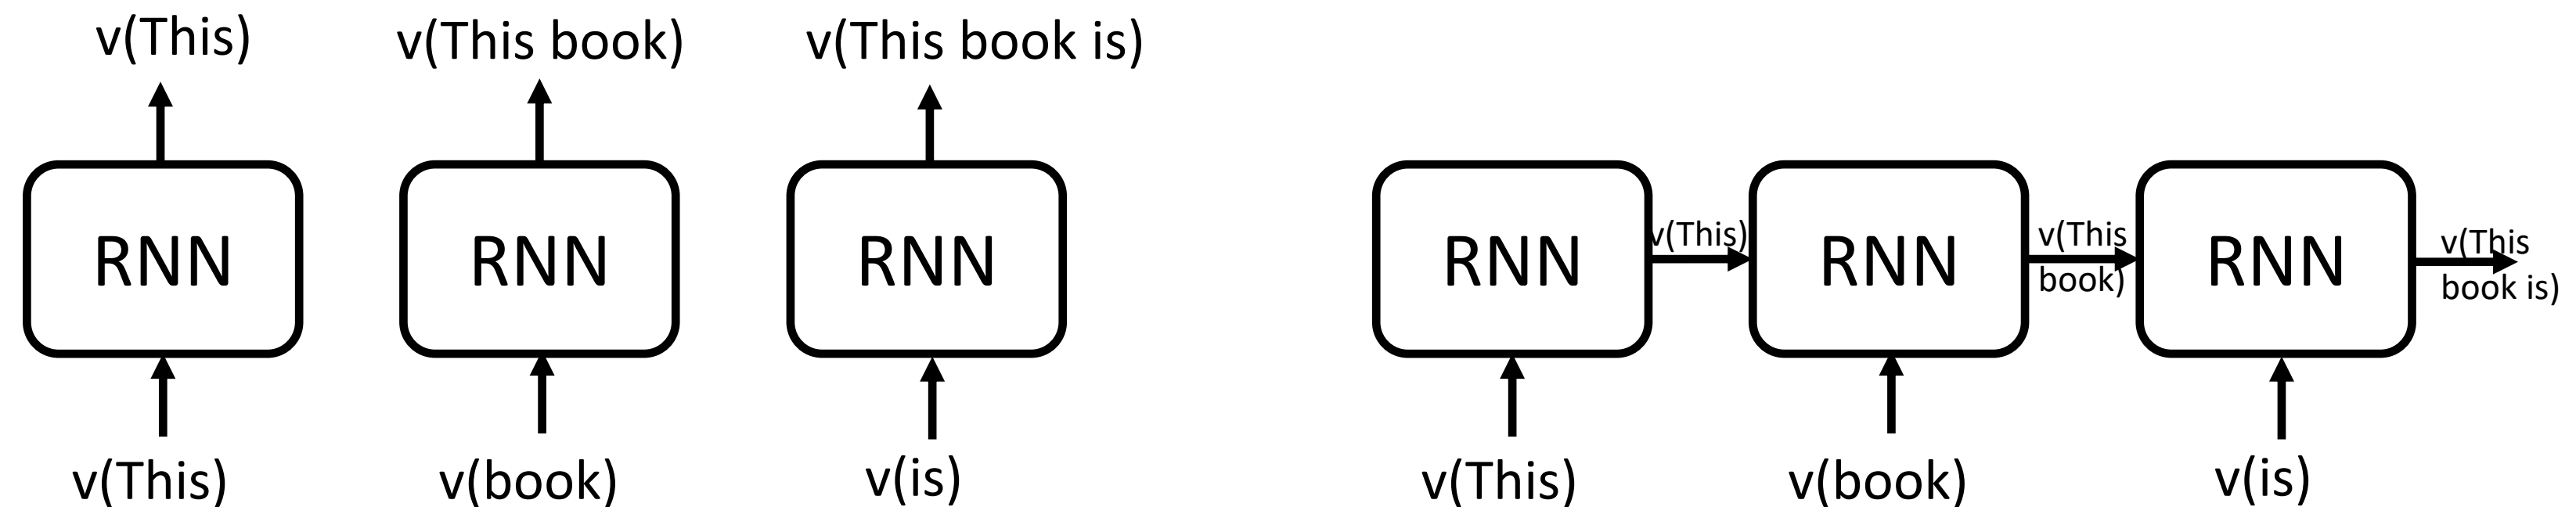 v(This) v(This book) v(This book is)
RNN RNN RNN
v(This) v(book) v(is)
RNN v(This) RNN v(This
book) RNN v(This
book is)
v(This) v(book) v(is)